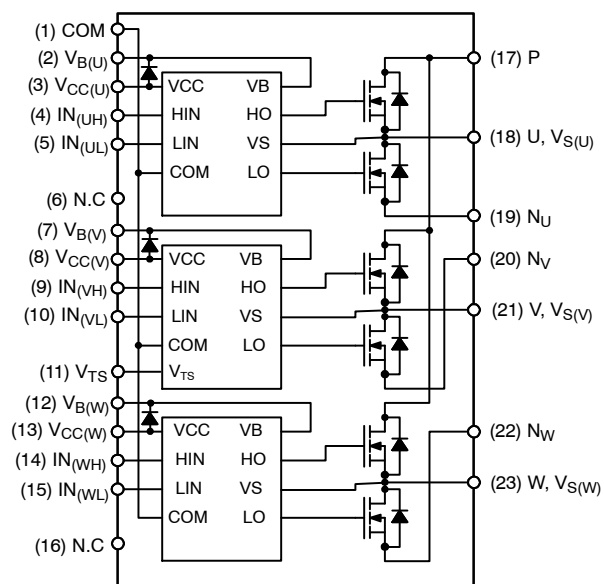 (1) COM
(2) VB(U)
(3) VCC(U)
(4) IN(UH)
(5) IN(UL)
(6) N.C
(7) VB(V)
(8) VCC(V)
(9) IN(VH)
(10) IN(VL)
(11) VTS
(12) VB(W)
(13) VCC(W)
(14) IN(WH)
(15) IN(WL)
(16) N.C
VCC VB
HIN HO
LIN VS
COM LO
VCC VB
HIN HO
LIN VS
COM LO
VTS
VCC VB
HIN HO
LIN VS
COM LO
(17) P
(18) U, VS(U)
(19) NU
(20) NV
(21) V, VS(V)
(22) NW
(23) W, VS(W)